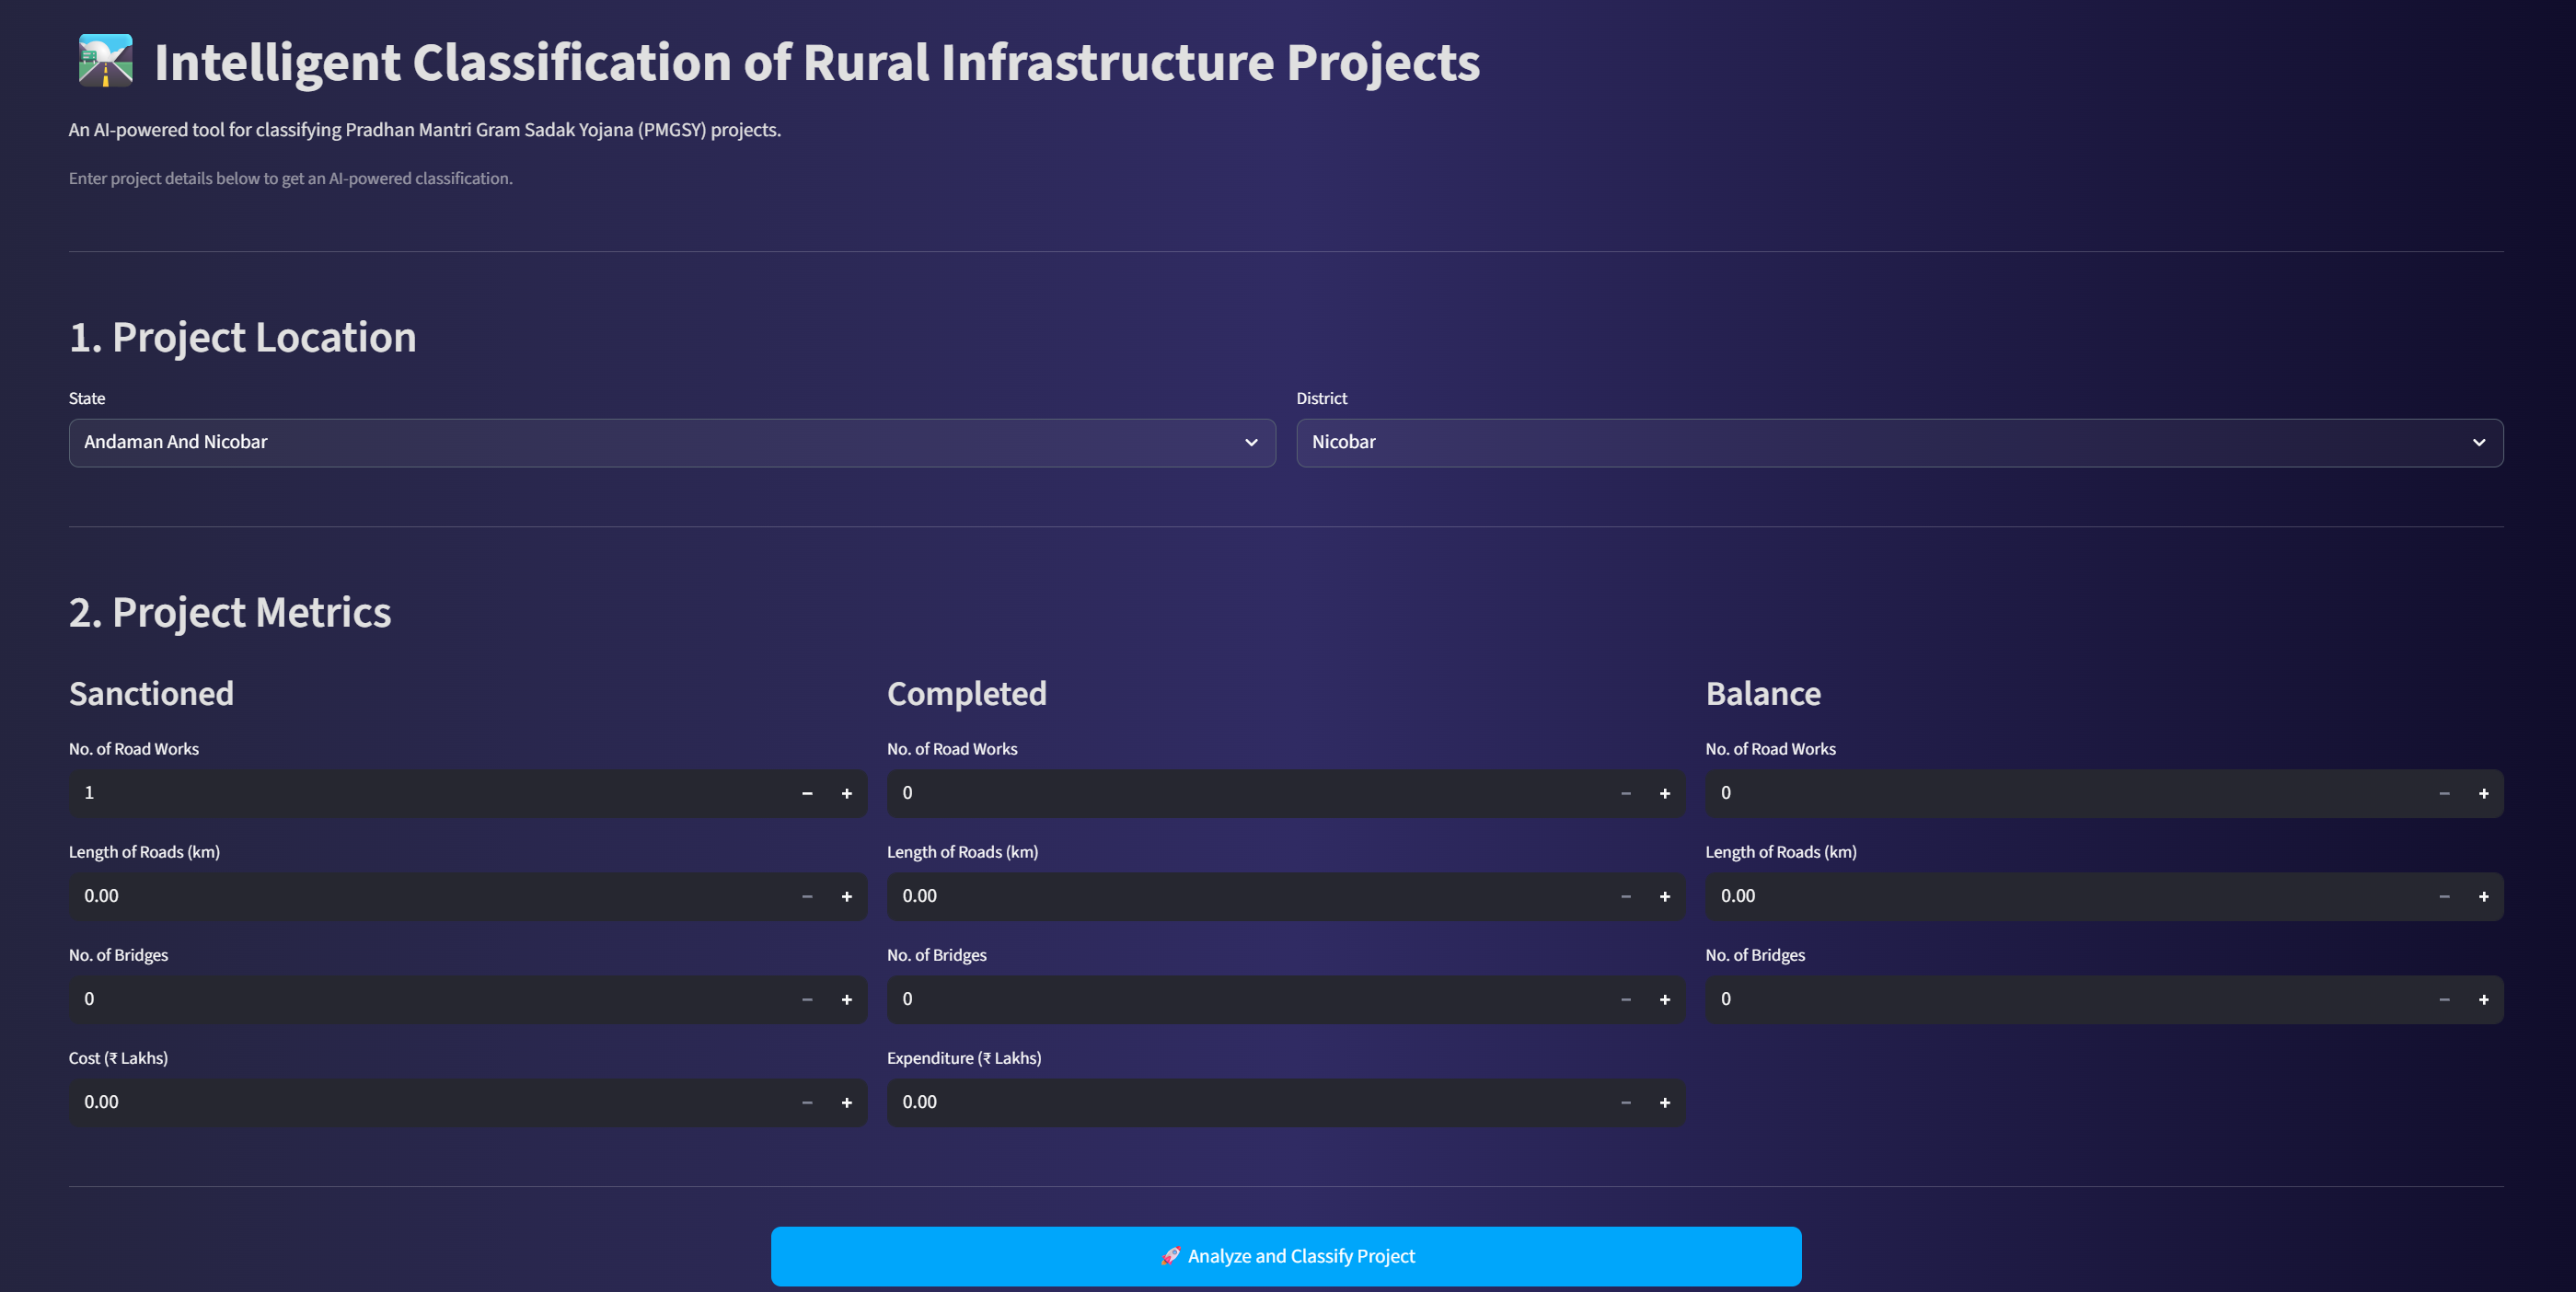 Intelligent Classification of Rural Infrastructure Projects
An AI-powered tool for classifying Pradhan Mantri Gram Sadak Yojana (PMGSY) projects.
Enter project details below to get an AI-powered classification.
1. Project Location
State
Andaman And Nicobar
District
Nicobar
2. Project Metrics
Sanctioned
No. of Road Works
1
Length of Roads (km)
0.00
No. of Bridges
0
Cost (₹ Lakhs)
0.00
Completed
No. of Road Works
0
Length of Roads (km)
0.00
No. of Bridges
0
Expenditure (₹ Lakhs)
0.00
Balance
No. of Road Works
0
Length of Roads (km)
0.00
No. of Bridges
0
🚀 Analyze and Classify Project